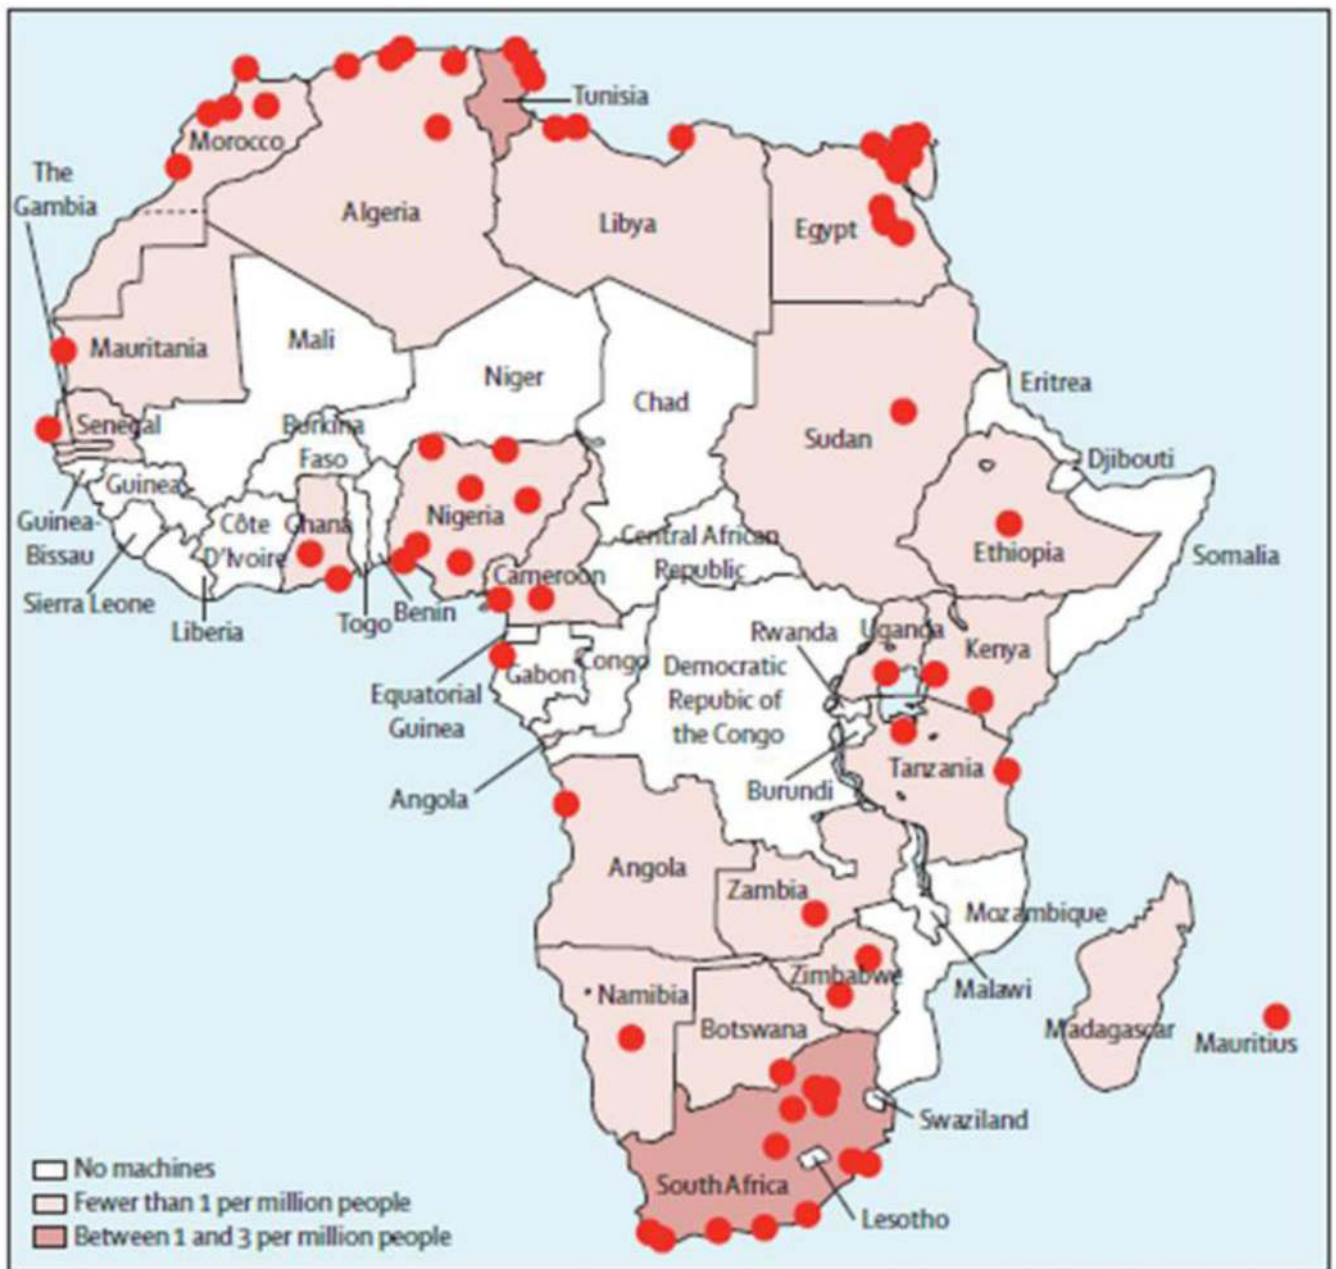 Tunisia
Morocco
The
Gambia
Algeria
Libya
Egypt
Mauritania
Mali
Niger
Chad
Eritrea
Senegal
Burkina
Faso
Sudan
Djibouti
Guinea
Guinea-
Bissau
Côte
D'Ivoire
Ghana
Nigeria
Central African
Republic
Ethiopia
Somalia
Cameroon
Sierra Leone
Liberia
Togo
Benin
Rwanda
Uganda
Kenya
Equatorial
Guinea
Gabon
Congo
Democratic
Repubic of
the Congo
Angola
Burundi
Tanzania
Angola
Zambia
Mozambique
Malawi
Zimbabwe
Namibia
Botswana
Madagascar
Mauritius
Swaziland
South Africa
Lesotho
No machines
Fewer than 1 per million people
Between 1 and 3 per million people